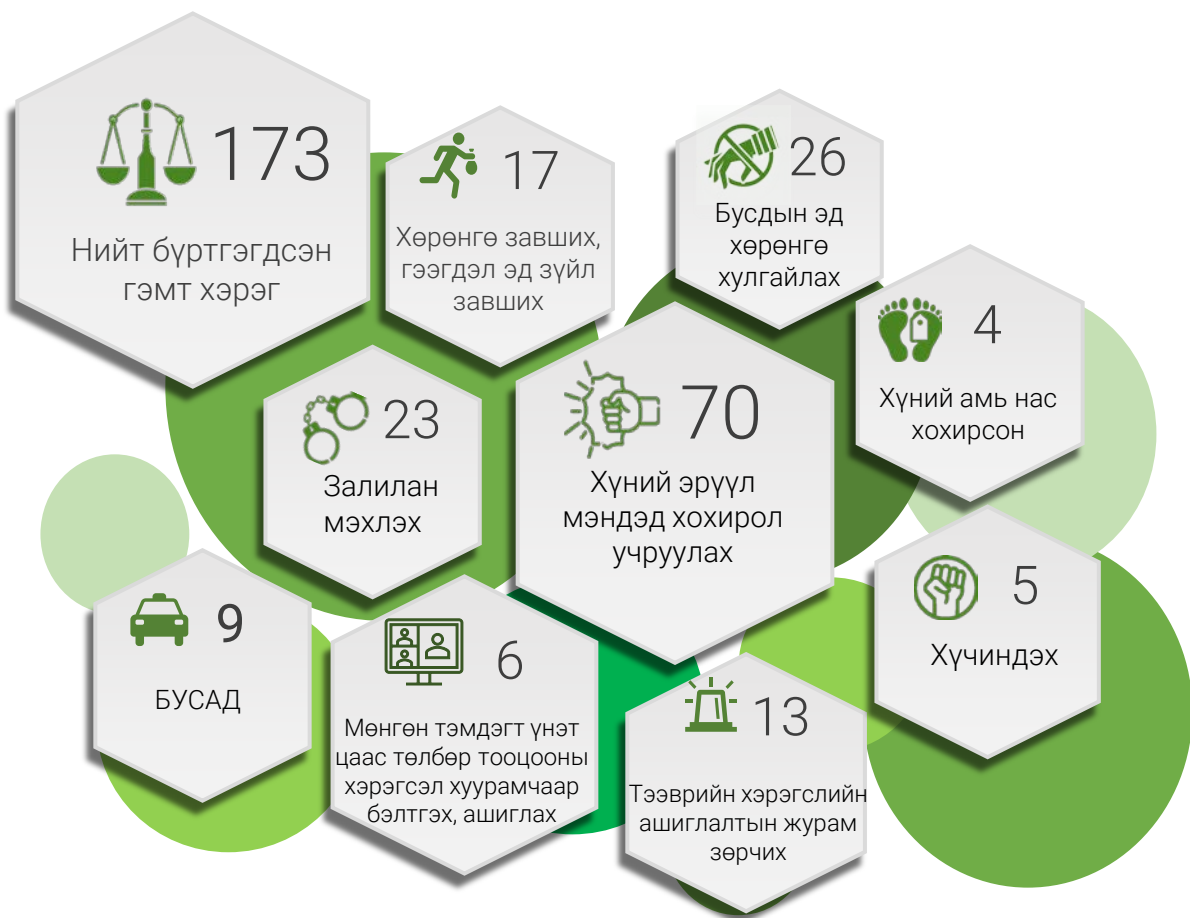 173
Нийт бүртгэгдсэн
гэмт хэрэг
17
Хөрөнгө завших,
гээгдэл эд зүйл
завших
26
Бусдын эд
хөрөнгө
хулгайлах
4
Хүний амь нас
хохирсон
23
Залилан
мэхлэх
70
Хүний эрүүл
мэндэд хохирол
учруулах
5
Хүчиндэх
9
БУСАД
6
Мөнгөн тэмдэгт үнэт
цаас төлбөр тооцооны
хэрэгсэл хуурамчаар
бэлтгэх, ашиглах
13
Тээврийн хэрэгслийн
ашиглалтын журам
зөрчих